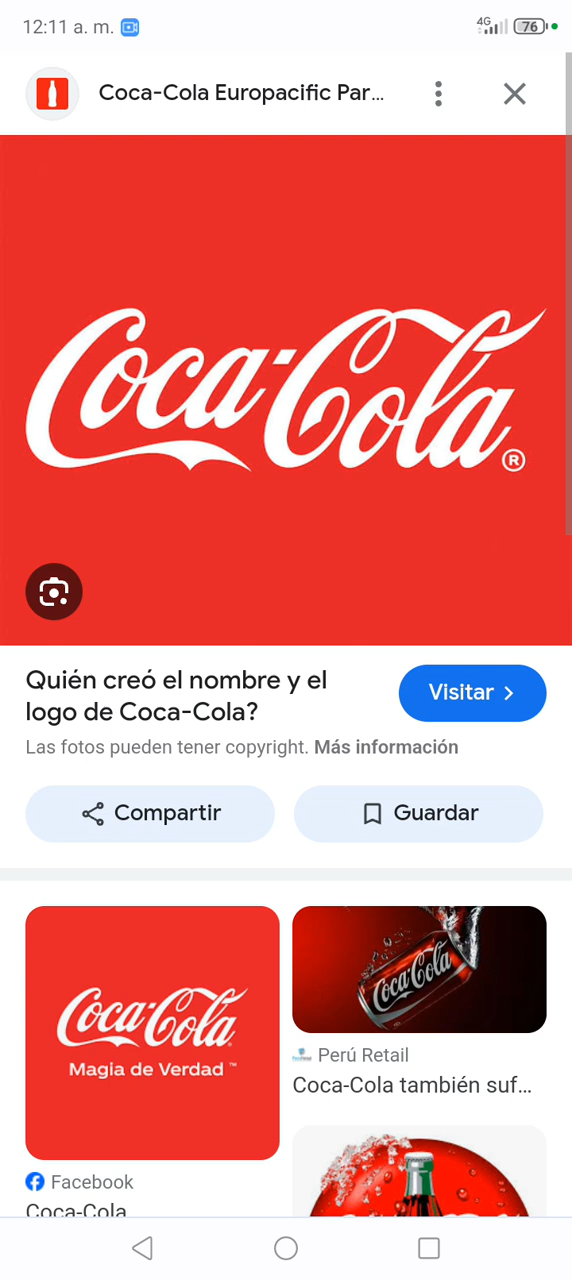 12:11 a. m.
4G
76
Coca-Cola Europacific Par...
Coca-Cola
®
Quién creó el nombre y el
logo de Coca-Cola?
Visitar
Las fotos pueden tener copyright. Más información
Compartir
Guardar
Coca-Cola
Magia de Verdad ™
Facebook
Coca-Cola
Coca-Cola
Perú Retail
Coca-Cola también suf...